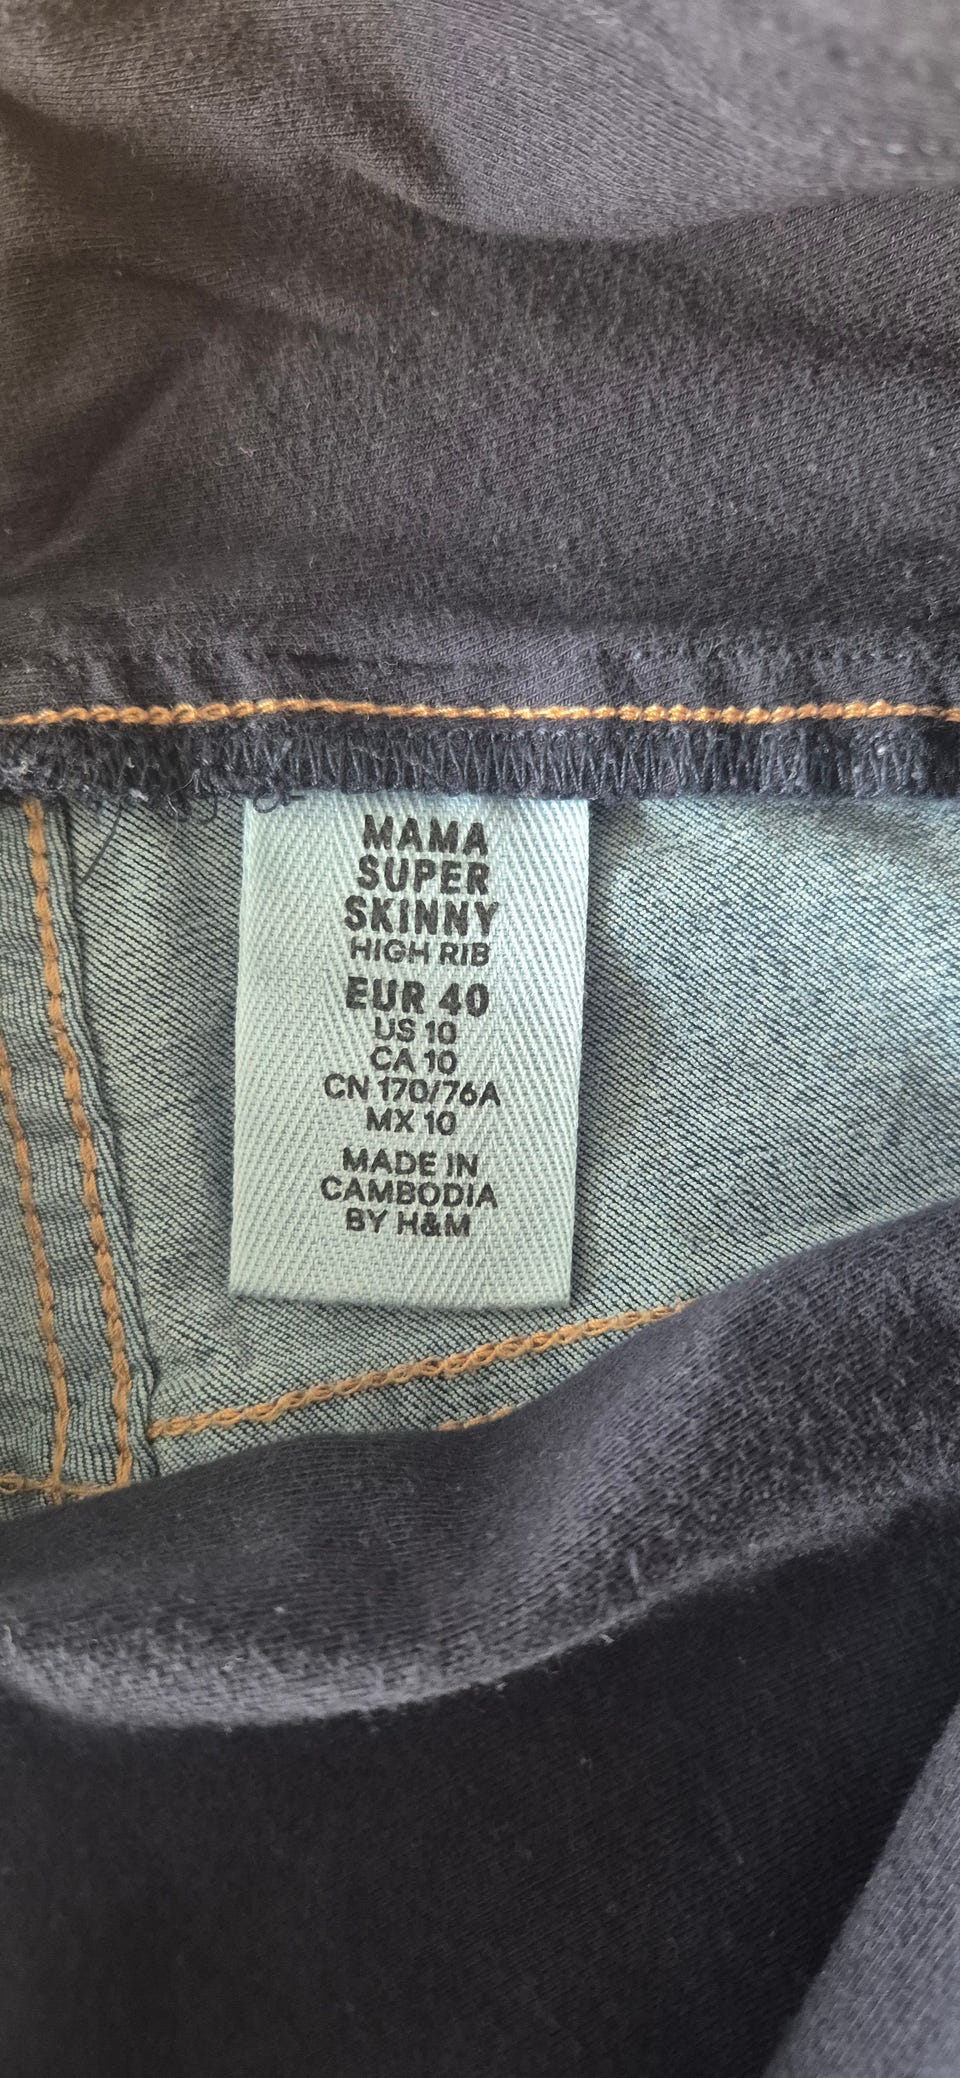 MAMA
SUPER
SKINNY
HIGH RIB
EUR 40
US 10
CA 10
CN 170/76A
MX 10
MADE IN
CAMBODIA
BY H&M